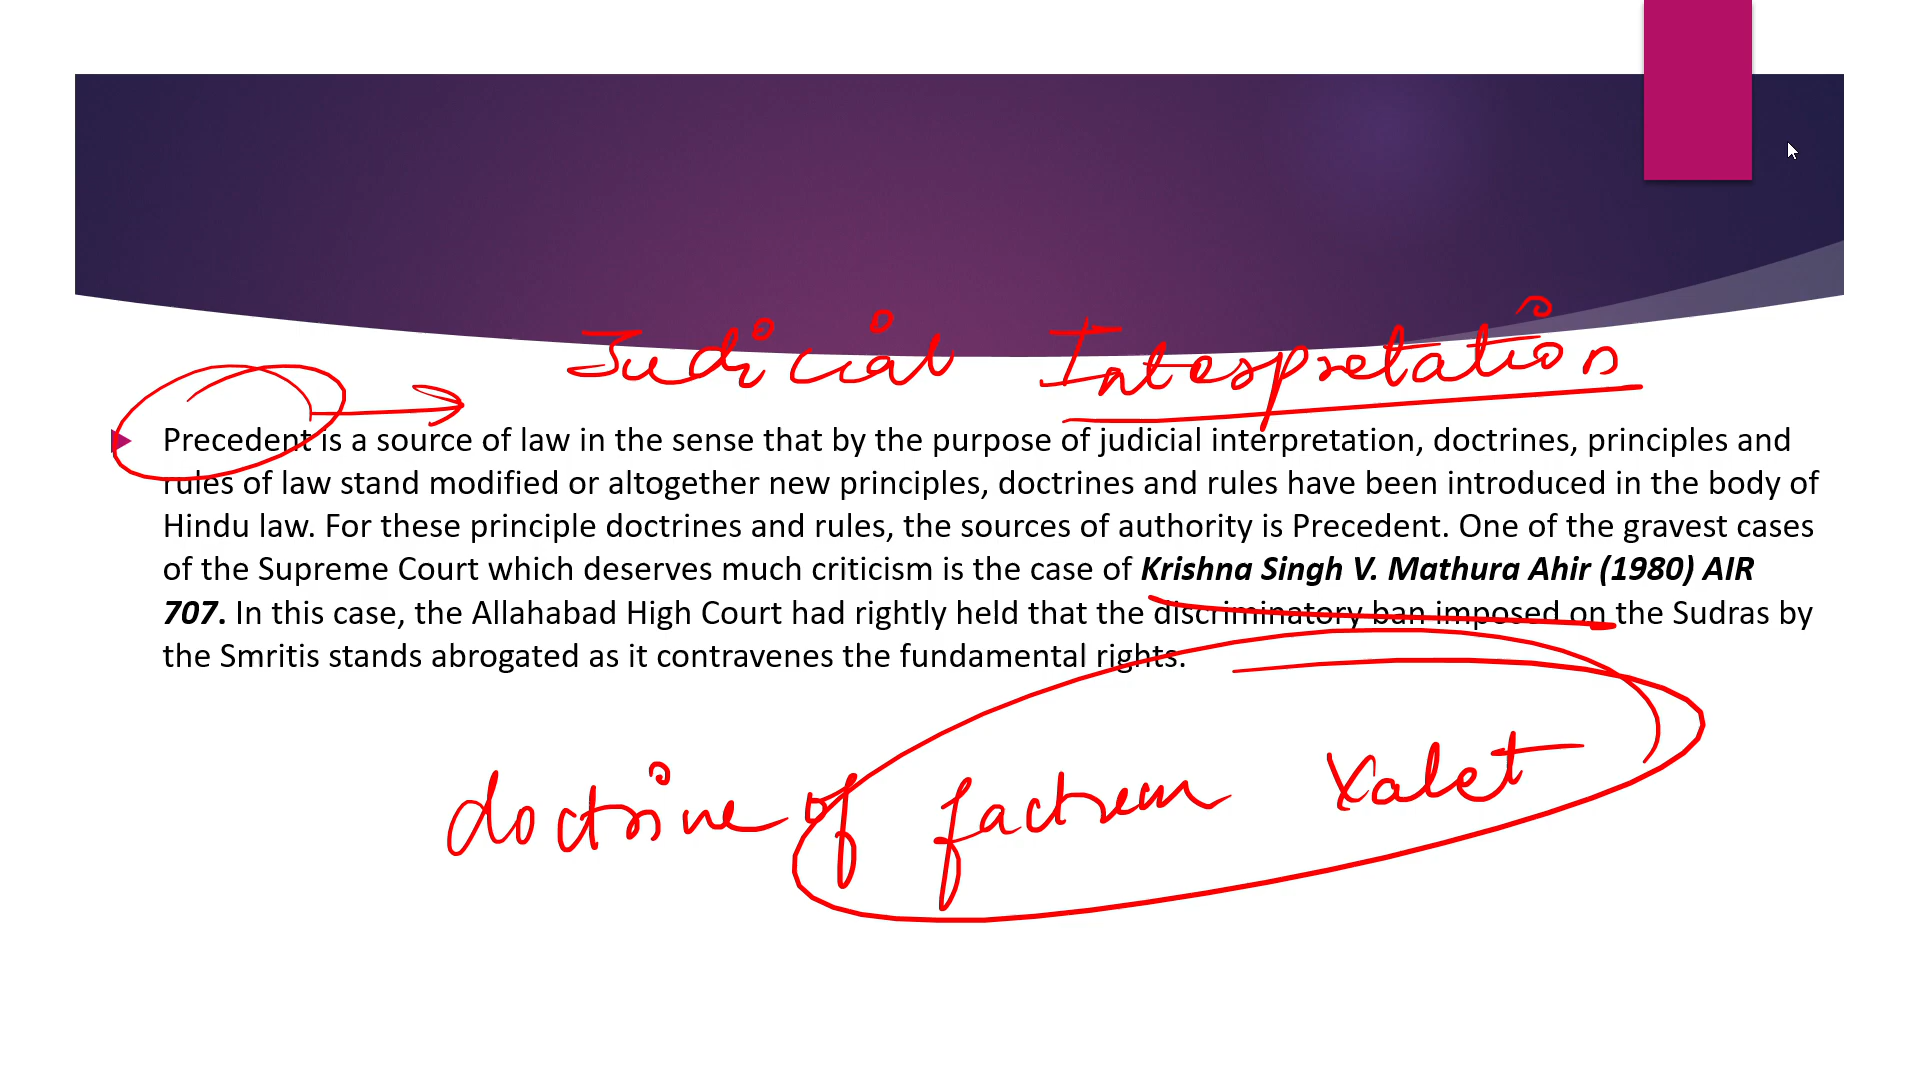 Judicial Interpretation
Precedent is a source of law in the sense that by the purpose of judicial interpretation, doctrines, principles and
rules of law stand modified or altogether new principles, doctrines and rules have been introduced in the body of
Hindu law. For these principle doctrines and rules, the sources of authority is Precedent. One of the gravest cases
of the Supreme Court which deserves much criticism is the case of Krishna Singh V. Mathura Ahir (1980) AIR
707. In this case, the Allahabad High Court had rightly held that the discriminatory ban imposed on the Sudras by
the Smritis stands abrogated as it contravenes the fundamental rights.
doctrine of factum Valet